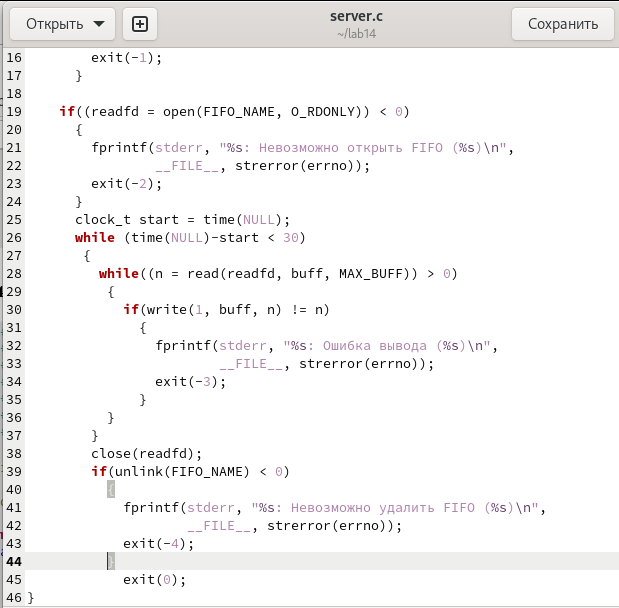 Открыть
server.c
~/lab14
Сохранить
16 exit(-1);
17 }
18
19 if((readfd = open(FIFO_NAME, O_RDONLY)) < 0)
20 {
21 fprintf(stderr, "%s: Невозможно открыть FIFO (%s)\n",
22 __FILE__, strerror(errno));
23 exit(-2);
24 }
25 clock_t start = time(NULL);
26 while (time(NULL)-start < 30)
27 {
28 while((n = read(readfd, buff, MAX_BUFF)) > 0)
29 {
30 if(write(1, buff, n) != n)
31 {
32 fprintf(stderr, "%s: Ошибка вывода (%s)\n",
33 __FILE__, strerror(errno));
34 exit(-3);
35 }
36 }
37 }
38 close(readfd);
39 if(unlink(FIFO_NAME) < 0)
40 {
41 fprintf(stderr, "%s: Невозможно удалить FIFO (%s)\n",
42 __FILE__, strerror(errno));
43 exit(-4);
44 }
45 exit(0);
46 }